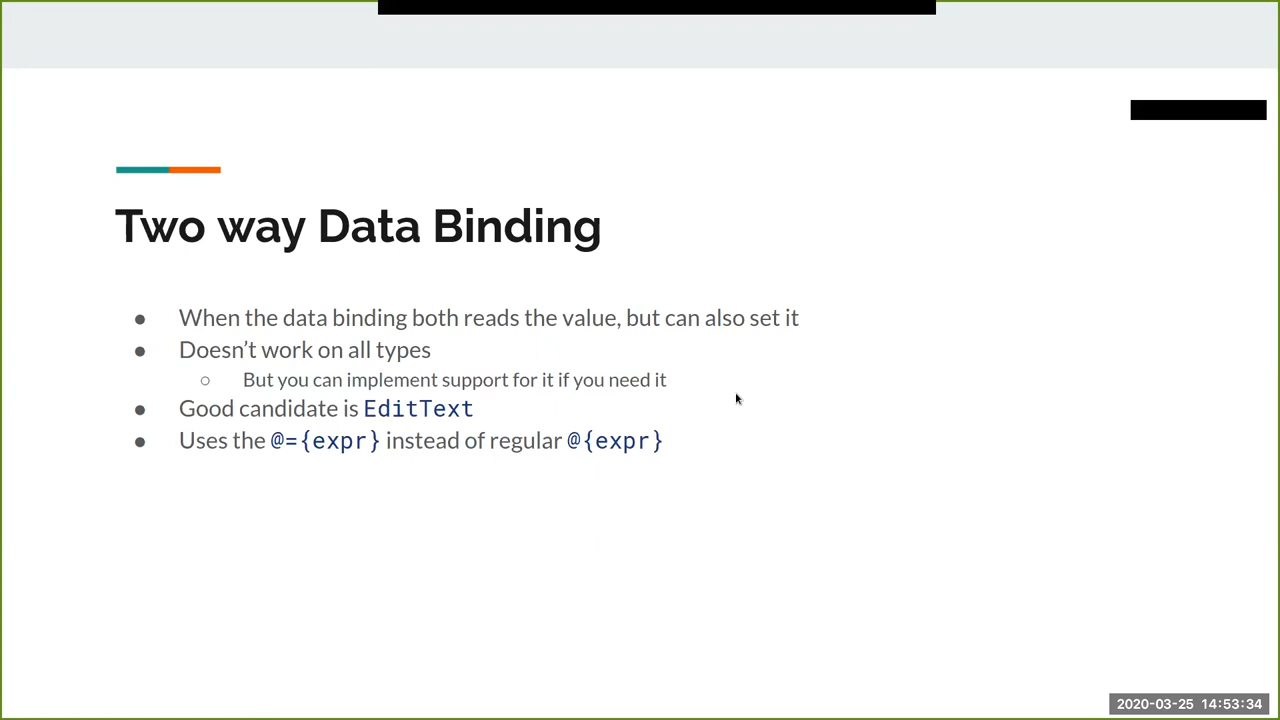 Two way Data Binding
● When the data binding both reads the value, but can also set it
● Doesn’t work on all types
○ But you can implement support for it if you need it
● Good candidate is EditText
● Uses the @={expr} instead of regular @{expr}
2020-03-25 14:53:34